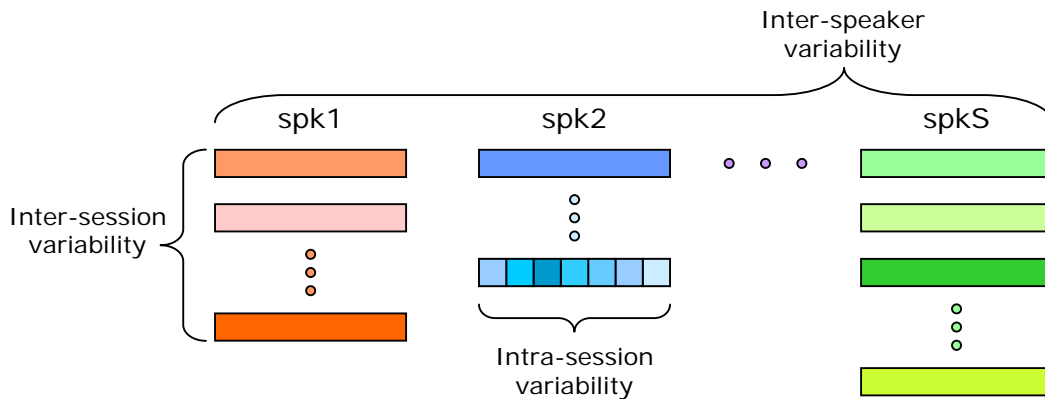 Inter-speaker
variability
spk1
spk2
spkS
Inter-session
variability
Intra-session
variability